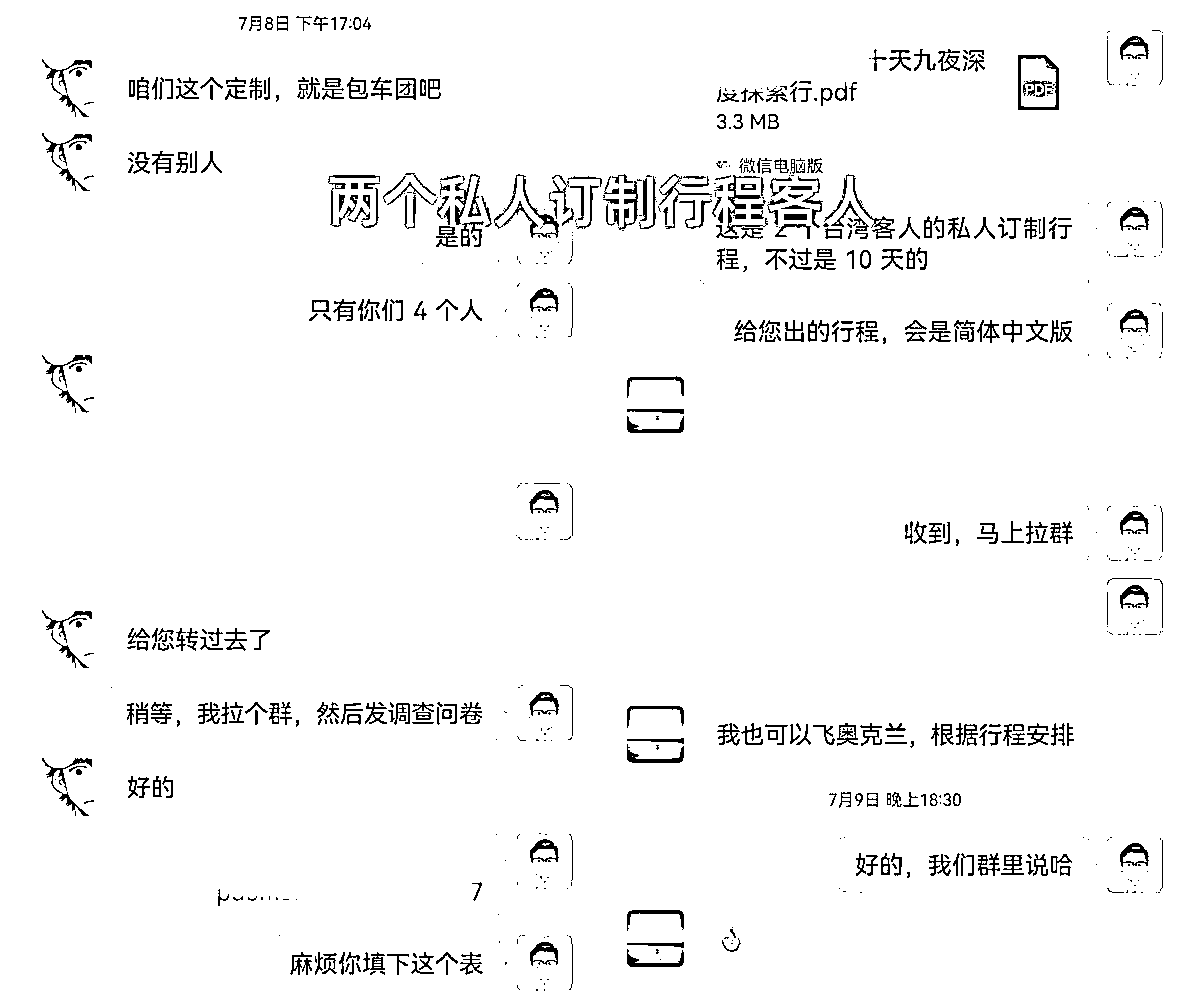 7月8日 下午17:04
咱们这个定制，就是包车团吧
没有别人
两个私人订制行程客人
是的
只有你们 4 个人
给您转过去了
稍等，我拉个群，然后发调查问卷
好的
7
麻烦你填下这个表
十天九夜深
度探索行.pdf
3.3 MB
PDF
微信电脑版
这是 2 个台湾客人的私人订制行
程，不过是 10 天的
给您出的行程，会是简体中文版
收到，马上拉群
我也可以飞奥克兰，根据行程安排
7月9日 晚上18:30
好的，我们群里说哈